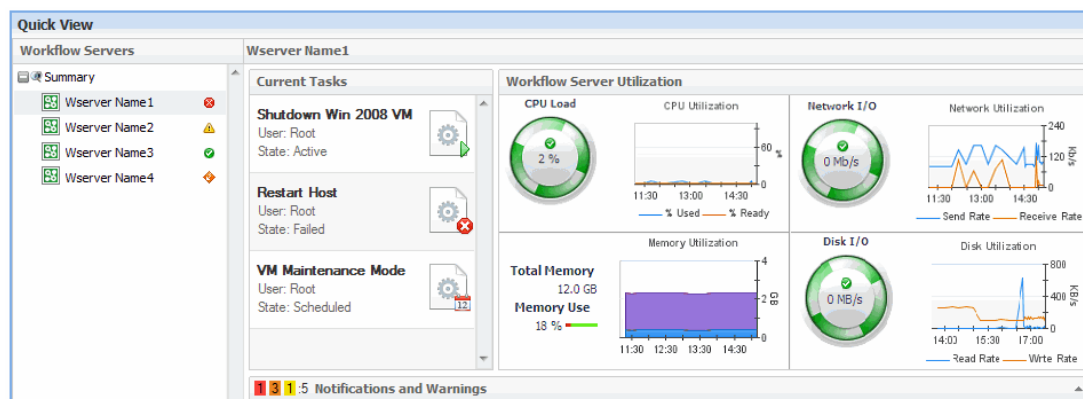 Quick View
Workflow Servers
Wserver Name1
Summary
Wserver Name1
Wserver Name2
Wserver Name3
Wserver Name4
Current Tasks
Shutdown Win 2008 VM
User: Root
State: Active
Restart Host
User: Root
State: Failed
VM Maintenance Mode
User: Root
State: Scheduled
12
Workflow Server Utilization
CPU Load
2 %
CPU Utilization
60
%
0
11:30 13:00 14:30
% Used % Ready
Network I/O
0 Mb/s
Network Utilization
240
120
0
Kb/s
11:30 13:00 14:30
Send Rate Receive Rate
Total Memory
12.0 GB
Memory Use
18 %
Memory Utilization
4
2
0
GB
11:30 12:30 13:30 14:30
Disk I/O
0 MB/s
Disk Utilization
800
400
0
KB/s
14:00 15:30 17:00
Read Rate Wrte Rate
1 3 1 :5 Notifications and Warnings